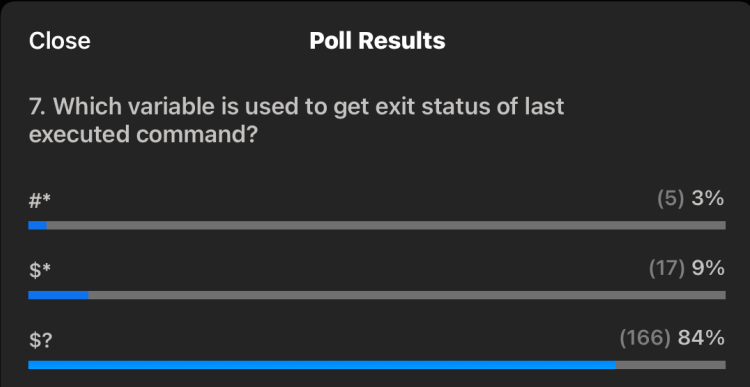 Close
Poll Results
7. Which variable is used to get exit status of last
executed command?
#*
(5) 3%
$*
(17) 9%
$?
(166) 84%